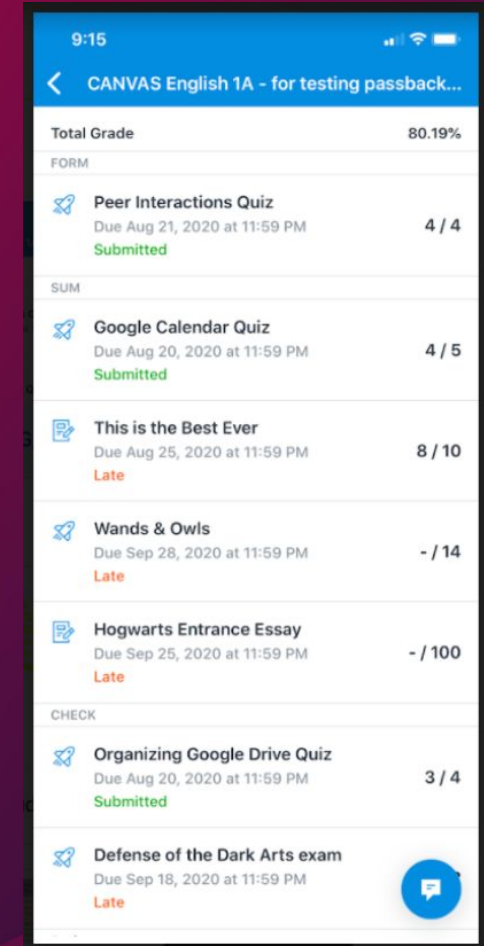 9:15
CANVAS English 1A - for testing passback...
Total Grade 80.19%
FORM
Peer Interactions Quiz
Due Aug 21, 2020 at 11:59 PM 4 / 4
Submitted
SUM
Google Calendar Quiz
Due Aug 20, 2020 at 11:59 PM 4 / 5
Submitted
This is the Best Ever
Due Aug 25, 2020 at 11:59 PM 8 / 10
Late
Wands & Owls
Due Sep 28, 2020 at 11:59 PM - / 14
Late
Hogwarts Entrance Essay
Due Sep 25, 2020 at 11:59 PM - / 100
Late
CHECK
Organizing Google Drive Quiz
Due Aug 20, 2020 at 11:59 PM 3 / 4
Submitted
Defense of the Dark Arts exam
Due Sep 18, 2020 at 11:59 PM
Late